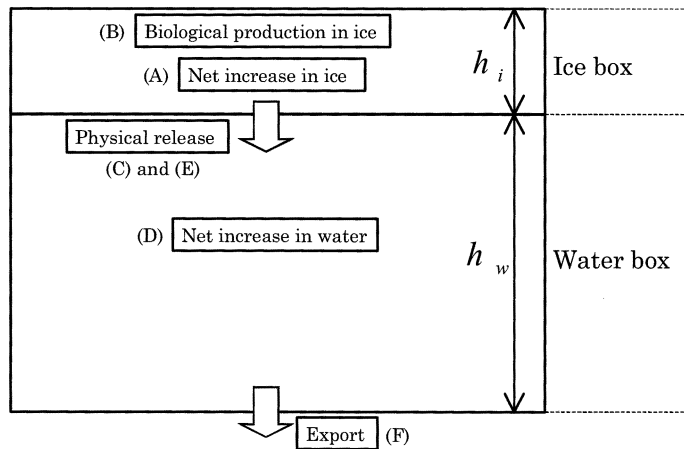 (B) Biological production in ice
(A) Net increase in ice
h i
Ice box
Physical release
(C) and (E)
(D) Net increase in water
h w
Water box
Export (F)